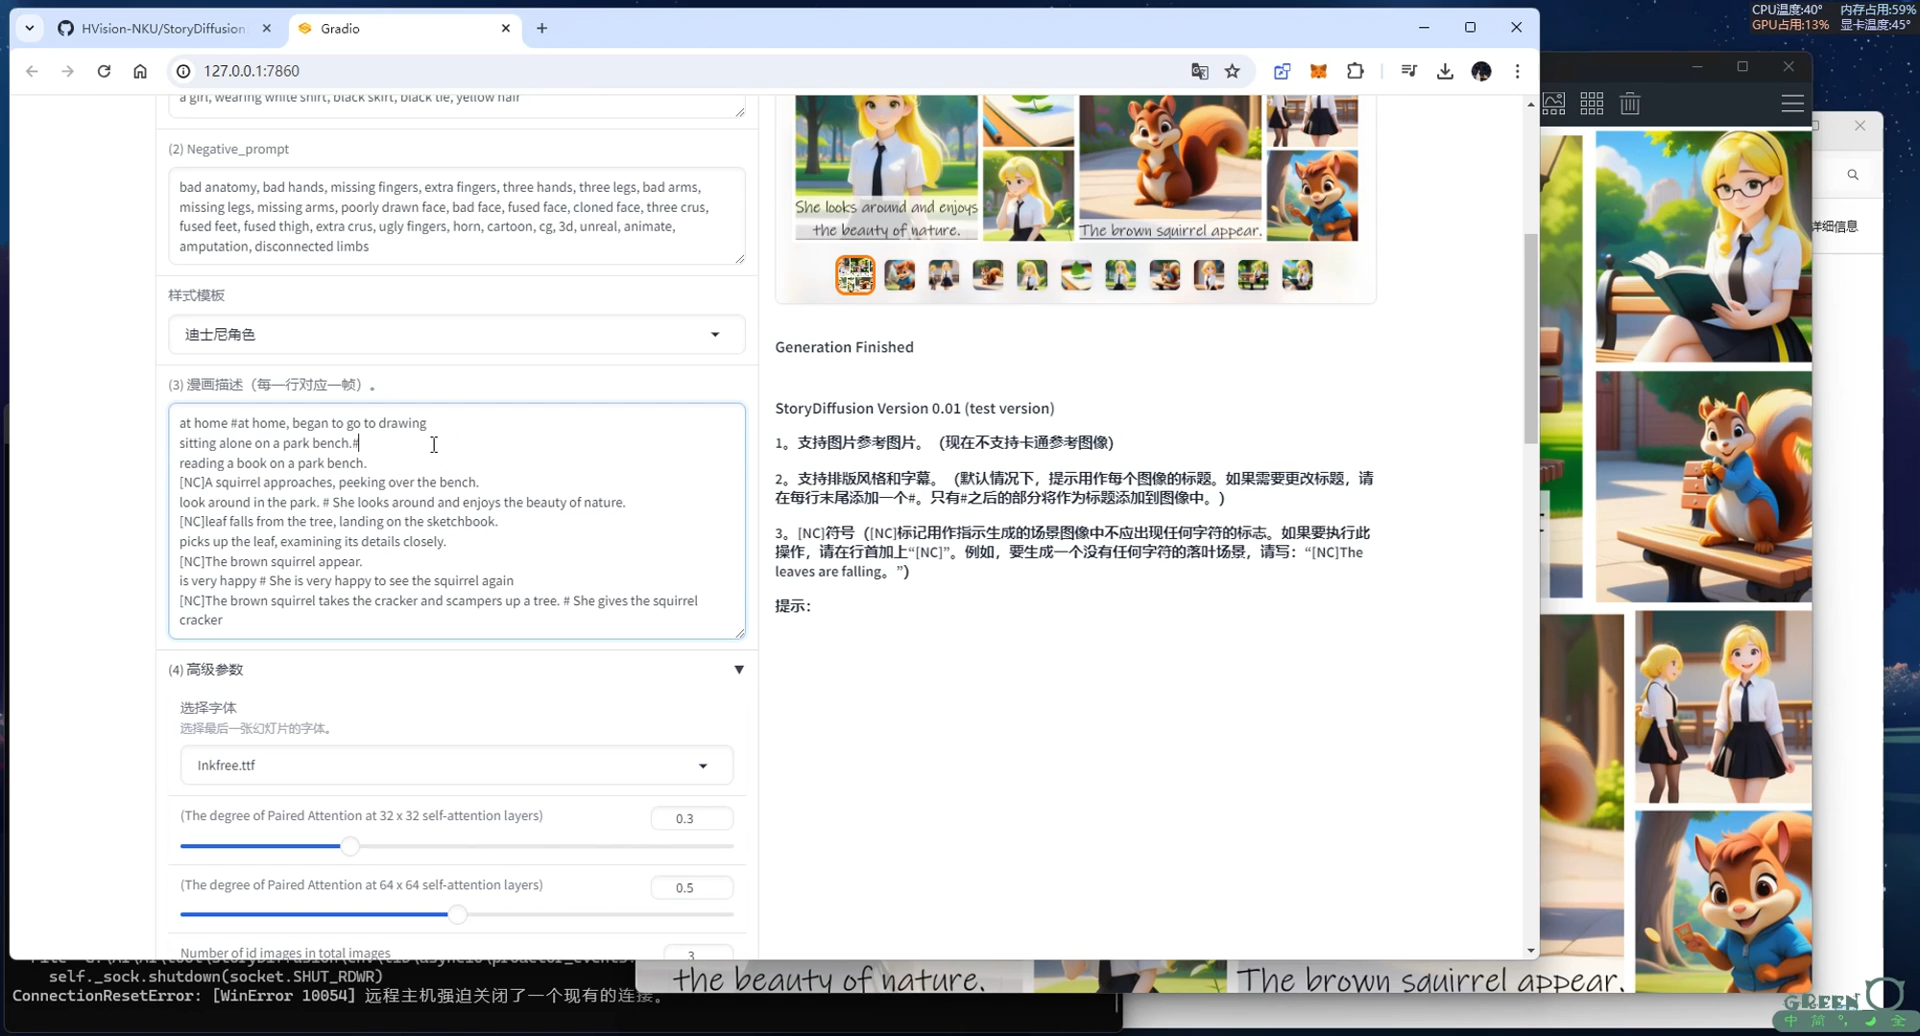 CPU温度:40° 内存占用:59%
GPU占用:13% 显卡温度:45°
HVision-NKU/StoryDiffusion
Gradio
127.0.0.1:7860
a girl, wearing white shirt, black skirt, black tie, yellow hair
(2) Negative_prompt
bad anatomy, bad hands, missing fingers, extra fingers, three hands, three legs, bad arms,
missing legs, missing arms, poorly drawn face, bad face, fused face, cloned face, three crus,
fused feet, fused thigh, extra crus, ugly fingers, horn, cartoon, cg, 3d, unreal, animate,
amputation, disconnected limbs
样式模板
迪士尼角色
(3) 漫画描述（每一行对应一帧）。
at home #at home, began to go to drawing
sitting alone on a park bench.#
reading a book on a park bench.
[NC]A squirrel approaches, peeking over the bench.
look around in the park. # She looks around and enjoys the beauty of nature.
[NC]leaf falls from the tree, landing on the sketchbook.
picks up the leaf, examining its details closely.
[NC]The brown squirrel appear.
is very happy # She is very happy to see the squirrel again
[NC]The brown squirrel takes the cracker and scampers up a tree. # She gives the squirrel
cracker
(4) 高级参数
选择字体
选择最后一张幻灯片的字体。
Inkfree.ttf
(The degree of Paired Attention at 32 x 32 self-attention layers)
0.3
(The degree of Paired Attention at 64 x 64 self-attention layers)
0.5
Number of id images in total images
3
She looks around and enjoys
the beauty of nature.
The brown squirrel appear.
Generation Finished
StoryDiffusion Version 0.01 (test version)
1。支持图片参考图片。 (现在不支持卡通参考图像)
2。支持排版风格和字幕。 (默认情况下，提示用作每个图像的标题。如果需要更改标题，请
在每行末尾添加一个#。只有#之后的部分将作为标题添加到图像中。)
3。[NC]符号（[NC]标记用作指示生成的场景图像中不应出现任何字符的标志。如果要执行此
操作，请在行首加上“[NC]”。例如，要生成一个没有任何字符的落叶场景，请写：“[NC]The
leaves are falling。”)
提示：
详细信息
self._sock.shutdown(socket.SHUT_RDWR)
ConnectionResetError: [WinError 10054] 远程主机强迫关闭了一个现有的连接。
the beauty of nature.
The brown squirrel appear.
GREEN
中 简 全